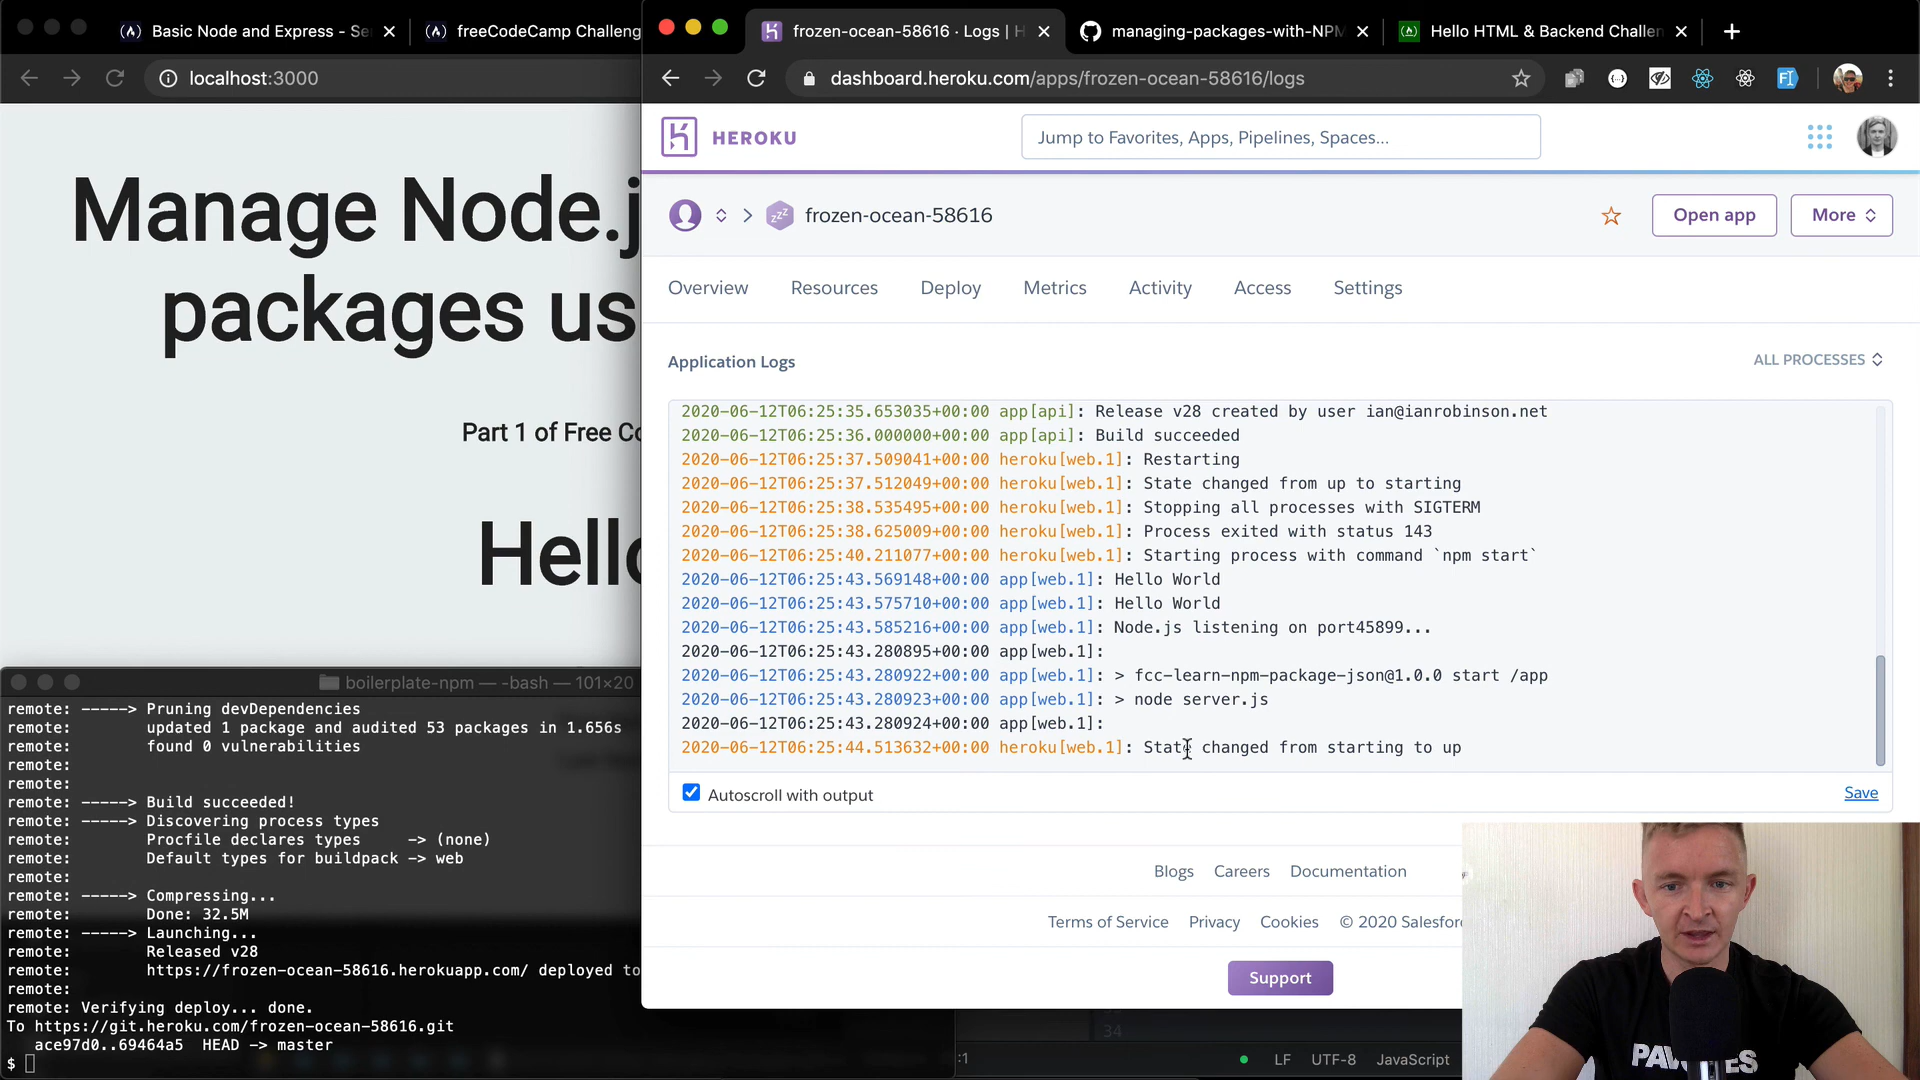 Basic Node and Express - Se
freeCodeCamp Challeng
localhost:3000
Manage Node.j
packages us
Part 1 of Free Co
Hello
boilerplate-npm — -bash — 101×20
remote: -----> Pruning devDependencies
remote:        updated 1 package and audited 53 packages in 1.656s
remote:        found 0 vulnerabilities
remote:
remote:
remote: -----> Build succeeded!
remote: -----> Discovering process types
remote:        Procfile declares types     -> (none)
remote:        Default types for buildpack -> web
remote:
remote: -----> Compressing...
remote:        Done: 32.5M
remote: -----> Launching...
remote:        Released v28
remote:        https://frozen-ocean-58616.herokuapp.com/ deployed to
remote:
remote: Verifying deploy... done.
To https://git.heroku.com/frozen-ocean-58616.git
   ace97d0..69464a5  HEAD -> master
$
frozen-ocean-58616 · Logs | H
managing-packages-with-NPM
Hello HTML & Backend Challen
dashboard.heroku.com/apps/frozen-ocean-58616/logs
HEROKU
Jump to Favorites, Apps, Pipelines, Spaces...
frozen-ocean-58616
Open app
More
Overview
Resources
Deploy
Metrics
Activity
Access
Settings
Application Logs
ALL PROCESSES
2020-06-12T06:25:35.653035+00:00 app[api]: Release v28 created by user ian@ianrobinson.net
2020-06-12T06:25:36.000000+00:00 app[api]: Build succeeded
2020-06-12T06:25:37.509041+00:00 heroku[web.1]: Restarting
2020-06-12T06:25:37.512049+00:00 heroku[web.1]: State changed from up to starting
2020-06-12T06:25:38.535495+00:00 heroku[web.1]: Stopping all processes with SIGTERM
2020-06-12T06:25:38.625009+00:00 heroku[web.1]: Process exited with status 143
2020-06-12T06:25:40.211077+00:00 heroku[web.1]: Starting process with command `npm start`
2020-06-12T06:25:43.569148+00:00 app[web.1]: Hello World
2020-06-12T06:25:43.575710+00:00 app[web.1]: Hello World
2020-06-12T06:25:43.585216+00:00 app[web.1]: Node.js listening on port45899...
2020-06-12T06:25:43.280895+00:00 app[web.1]:
2020-06-12T06:25:43.280922+00:00 app[web.1]: > fcc-learn-npm-package-json@1.0.0 start /app
2020-06-12T06:25:43.280923+00:00 app[web.1]: > node server.js
2020-06-12T06:25:43.280924+00:00 app[web.1]:
2020-06-12T06:25:44.513632+00:00 heroku[web.1]: State changed from starting to up
Autoscroll with output
Save
Blogs
Careers
Documentation
Terms of Service
Privacy
Cookies
© 2020 Salesfor
Support
34
:1
LF
UTF-8
JavaScript